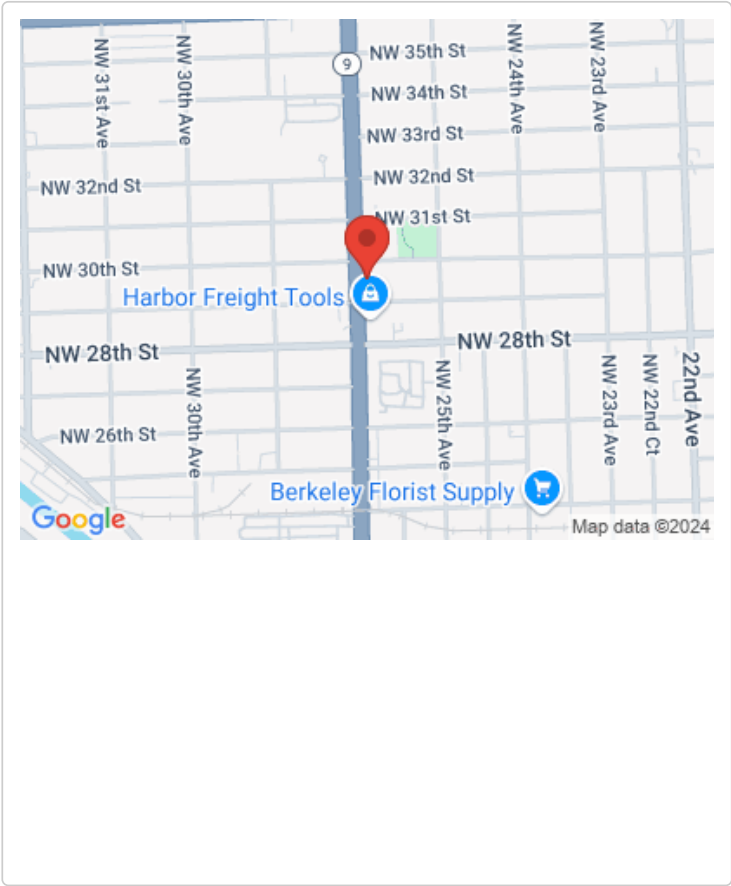 NW 35th St
9
NW 34th St
NW 31st Ave
NW 30th Ave
NW 24th Ave
NW 23rd Ave
NW 33rd St
NW 32nd St
NW 32nd St
NW 31st St
NW 30th St
Harbor Freight Tools
NW 28th St
NW 28th St
NW 30th Ave
NW 25th Ave
NW 23rd Ave
NW 22nd Ct
22nd Ave
NW 26th St
Berkeley Florist Supply
Google
Map data ©2024